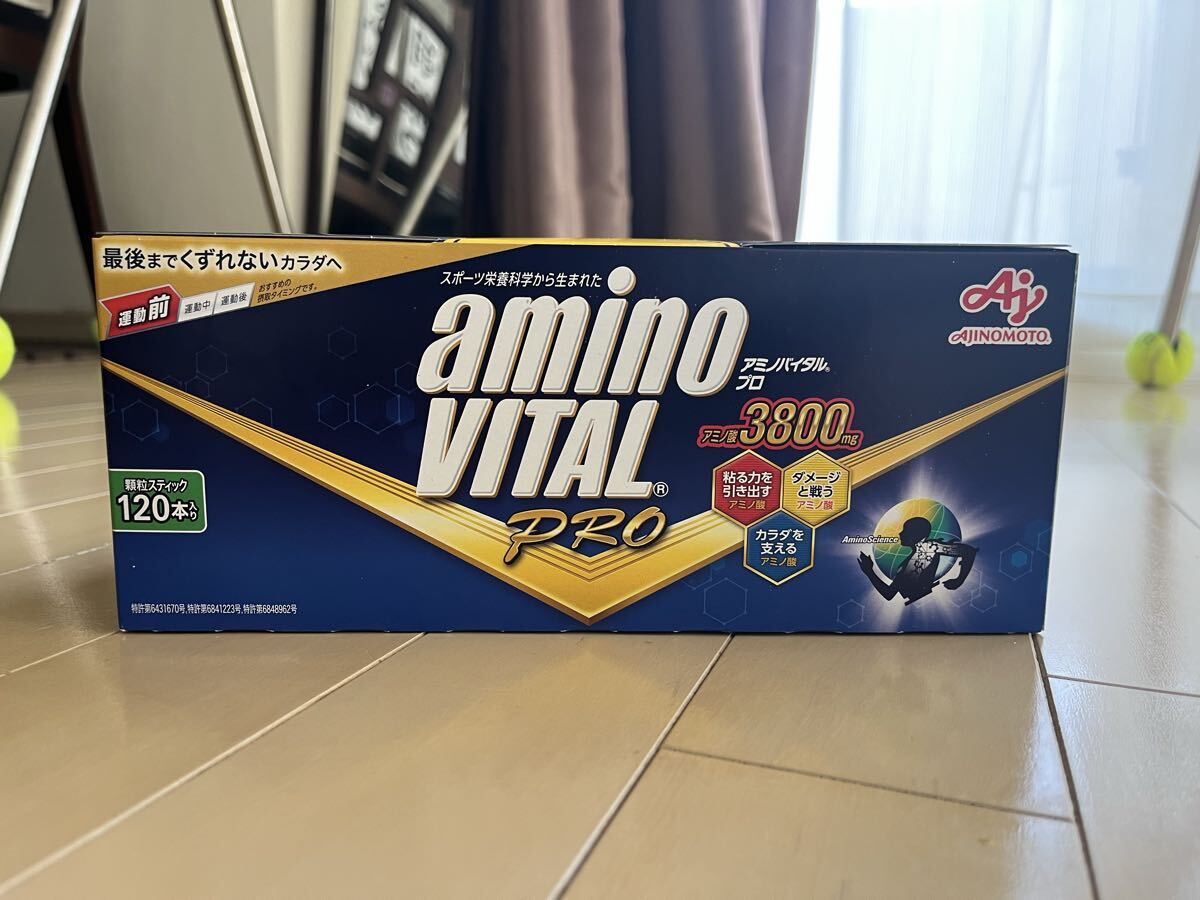 最後までくずれないカラダへ
運動前
運動中
運動後
おすすめの
摂取タイミングです。
スポーツ栄養科学から生まれた
amino
VITAL®
PRO
アミノバイタル®
プロ
アミノ酸3800mg
粘る力を
引き出す
アミノ酸
ダメージ
と戦う
アミノ酸
カラダを
支える
アミノ酸
Aj
AJINOMOTO®
AminoScience
顆粒スティック
120本入り
特許第6431670号,特許第6841223号,特許第6848962号